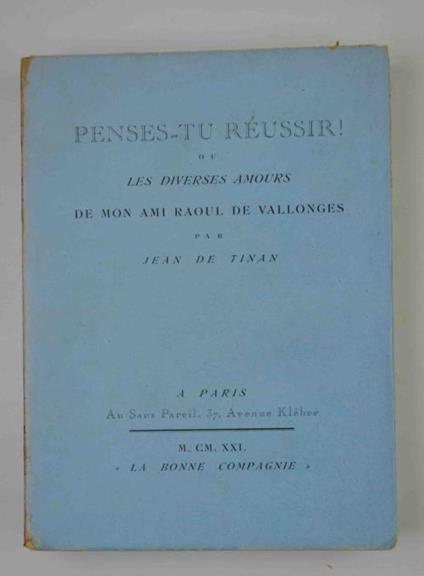 PENSES-TU RÉUSSIR!
OU
LES DIVERSES AMOURS
DE MON AMI RAOUL DE VALLONGES
PAR
JEAN DE TINAN
A PARIS
Au Sans Pareil, 37, Avenue Kléber
M. CM. XXI.
« LA BONNE COMPAGNIE »